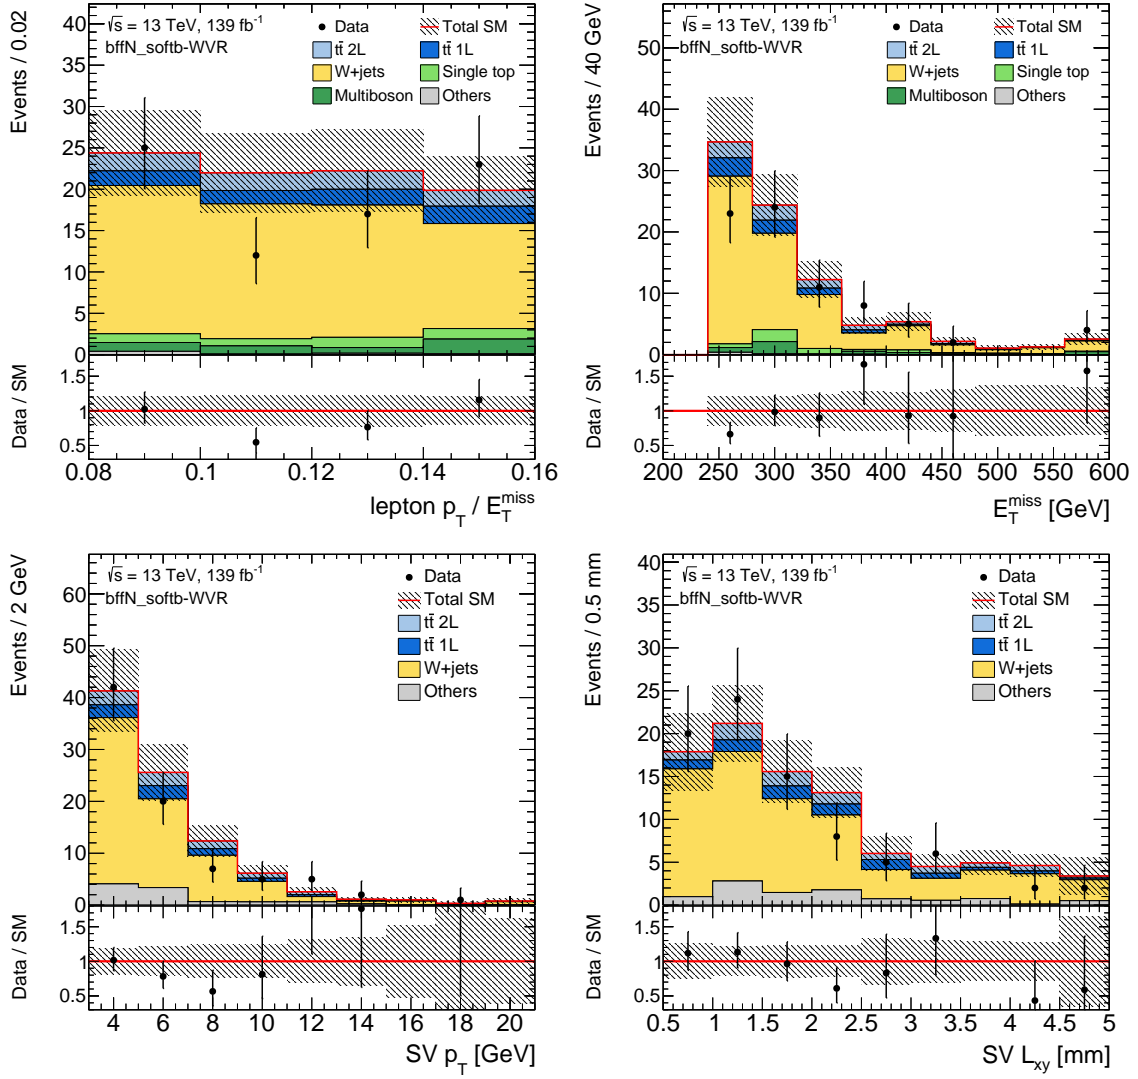 √s = 13 TeV, 139 fb⁻¹
bffN_softb-WVR
Data
Total SM
tt̄ 2L
tt̄ 1L
W+jets
Single top
Multiboson
Others
Events / 0.02
40
35
30
25
20
15
10
5
0
Data / SM
1.5
1
0.5
0.08 0.1 0.12 0.14 0.16
lepton p_T / E_T^miss
√s = 13 TeV, 139 fb⁻¹
bffN_softb-WVR
Data
Total SM
tt̄ 2L
tt̄ 1L
W+jets
Single top
Multiboson
Others
Events / 40 GeV
50
40
30
20
10
0
Data / SM
1.5
1
0.5
200 250 300 350 400 450 500 550 600
E_T^miss [GeV]
√s = 13 TeV, 139 fb⁻¹
bffN_softb-WVR
Data
Total SM
tt̄ 2L
tt̄ 1L
W+jets
Others
Events / 2 GeV
60
50
40
30
20
10
0
Data / SM
1.5
1
0.5
4 6 8 10 12 14 16 18 20
SV p_T [GeV]
√s = 13 TeV, 139 fb⁻¹
bffN_softb-WVR
Data
Total SM
tt̄ 2L
tt̄ 1L
W+jets
Others
Events / 0.5 mm
40
35
30
25
20
15
10
5
0
Data / SM
1.5
1
0.5
0.5 1 1.5 2 2.5 3 3.5 4 4.5 5
SV L_xy [mm]